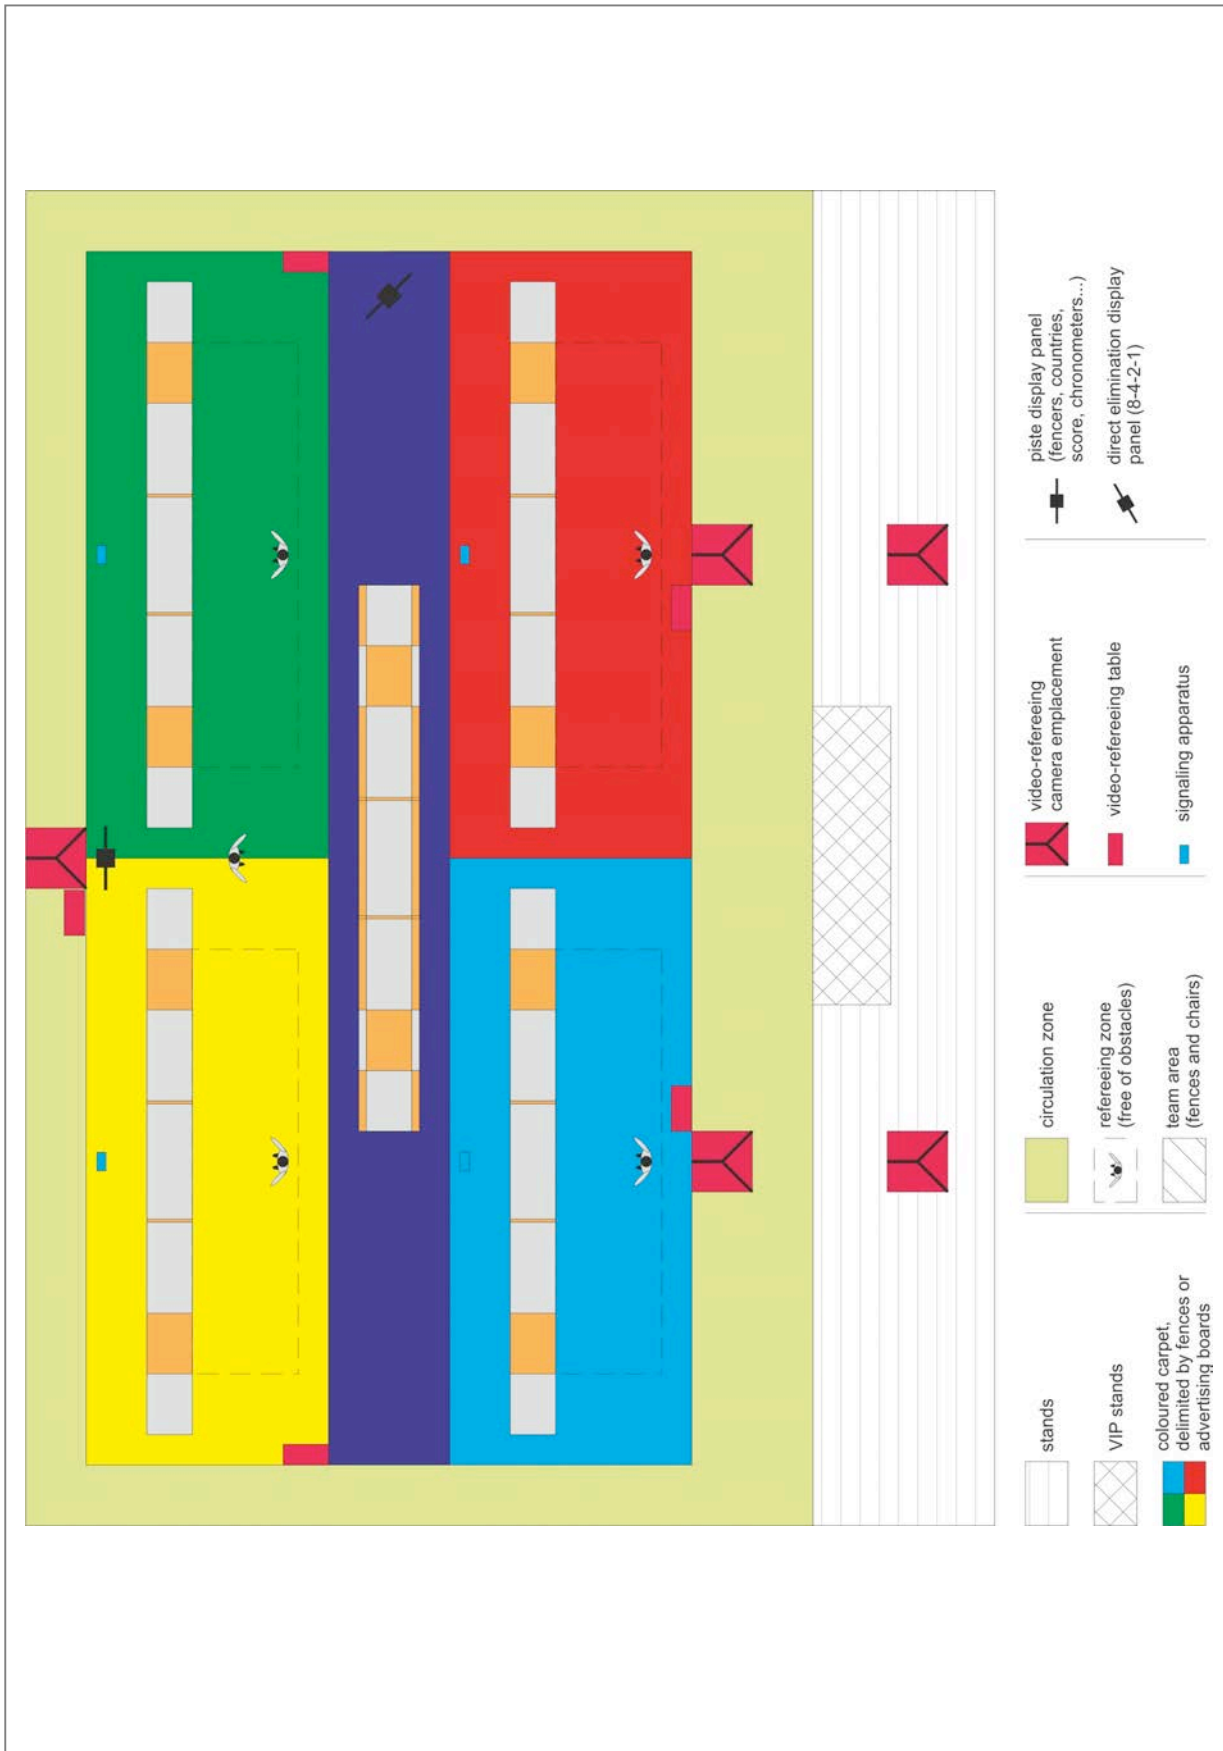 stands
VIP stands
coloured carpet,
delimited by fences or
advertising boards
circulation zone
refereeing zone
(free of obstacles)
team area
(fences and chairs)
video-refereeing
camera emplacement
video-refereeing table
signaling apparatus
piste display panel
(fencers, countries,
score, chronometers...)
direct elimination display
panel (8-4-2-1)